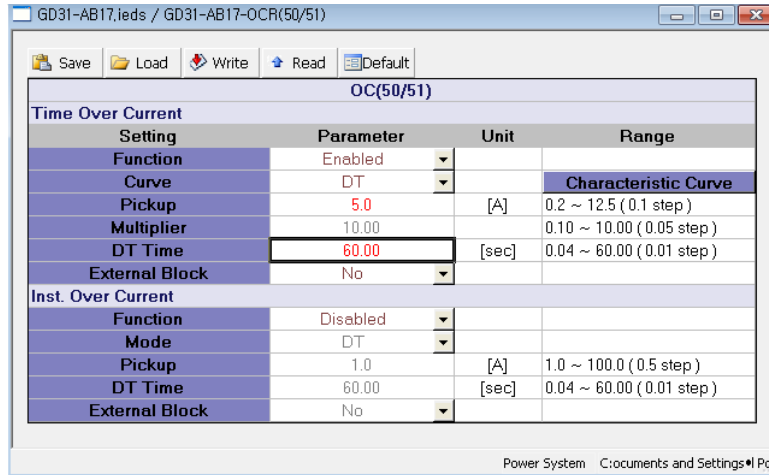 GD31-AB17,ieds / GD31-AB17-OCR(50/51)
Save Load Write Read Default
OC(50/51)
Time Over Current
Setting Parameter Unit Range
Function Enabled
Curve DT Characteristic Curve
Pickup 5.0 [A] 0.2 ~ 12.5 ( 0.1 step )
Multiplier 10.00 0.10 ~ 10.00 ( 0.05 step )
DT Time 60.00 [sec] 0.04 ~ 60.00 ( 0.01 step )
External Block No
Inst. Over Current
Function Disabled
Mode DT
Pickup 1.0 [A] 1.0 ~ 100.0 ( 0.5 step )
DT Time 60.00 [sec] 0.04 ~ 60.00 ( 0.01 step )
External Block No
Power System C:ocuments and Settings•l Po